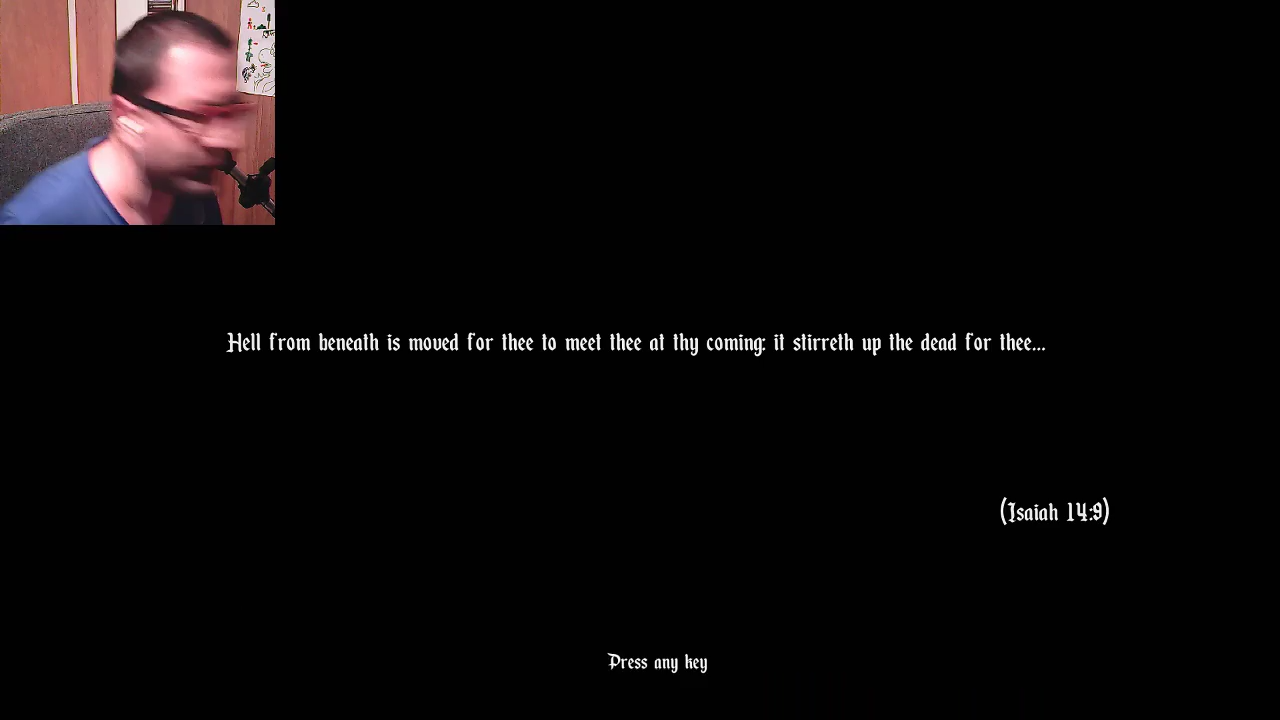 Hell from beneath is moved for thee to meet thee at thy coming: it stirreth up the dead for thee...
(Isaiah 14:9)
Press any key